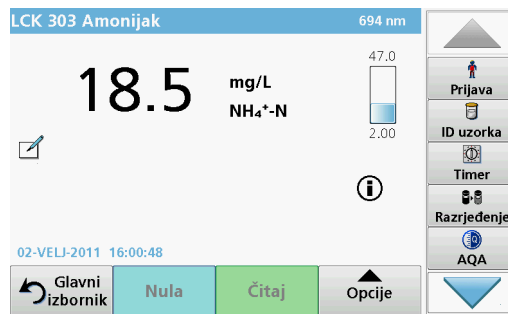 LCK 303 Amonijak 694 nm
47.0
18.5 mg/L
NH₄⁺-N
2.00
i
02-VELJ-2011 16:00:48
Glavni
izbornik
Nula
Čitaj
Opcije
Prijava
ID uzorka
Timer
Razrjeđenje
AQA